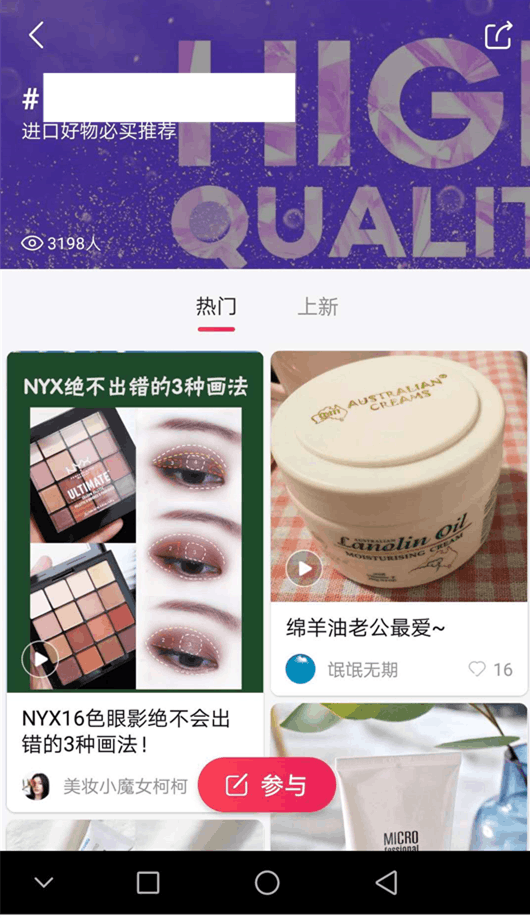 HIGH
QUALIT
#
进口好物必买推荐
3198人
热门
上新
NYX绝不出错的3种画法
NYX
ULTIMATE
AUSTRALIAN
CREAMS
Lanolin Oil
MOISTURISING CREAM
绵羊油老公最爱~
氓氓无期
16
NYX16色眼影绝不会出
错的3种画法！
美妆小魔女柯柯
参与
MICRO